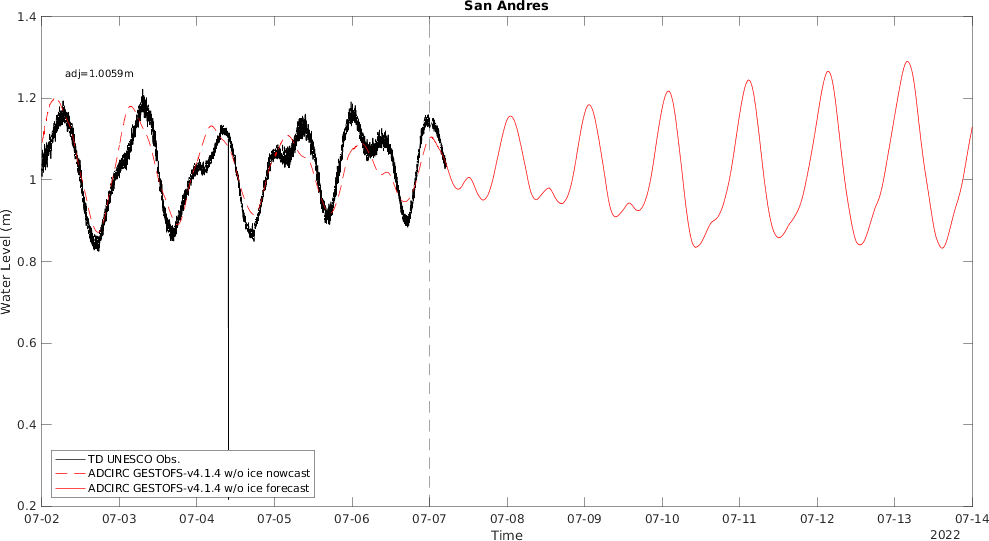 San Andres
1.4
adj=1.0059m
1.2
1
0.8
0.6
0.4
0.2
Water Level (m)
TD UNESCO Obs.
ADCIRC GESTOFS-v4.1.4 w/o ice nowcast
ADCIRC GESTOFS-v4.1.4 w/o ice forecast
07-02 07-03 07-04 07-05 07-06 07-07 07-08 07-09 07-10 07-11 07-12 07-13 07-14
Time
2022